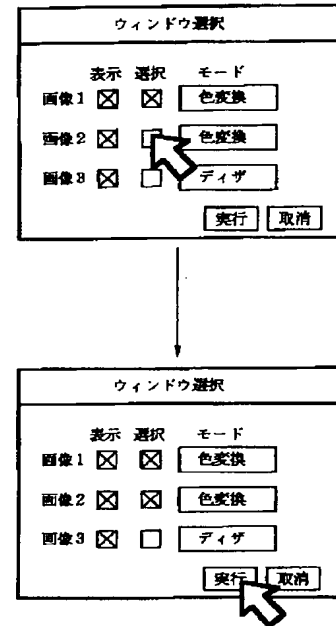 ウィンドウ選択
表示 選択 モード
画像1 色変換
画像2 色変換
画像3 ディザ
実行 取消
ウィンドウ選択
表示 選択 モード
画像1 色変換
画像2 色変換
画像3 ディザ
実行 取消